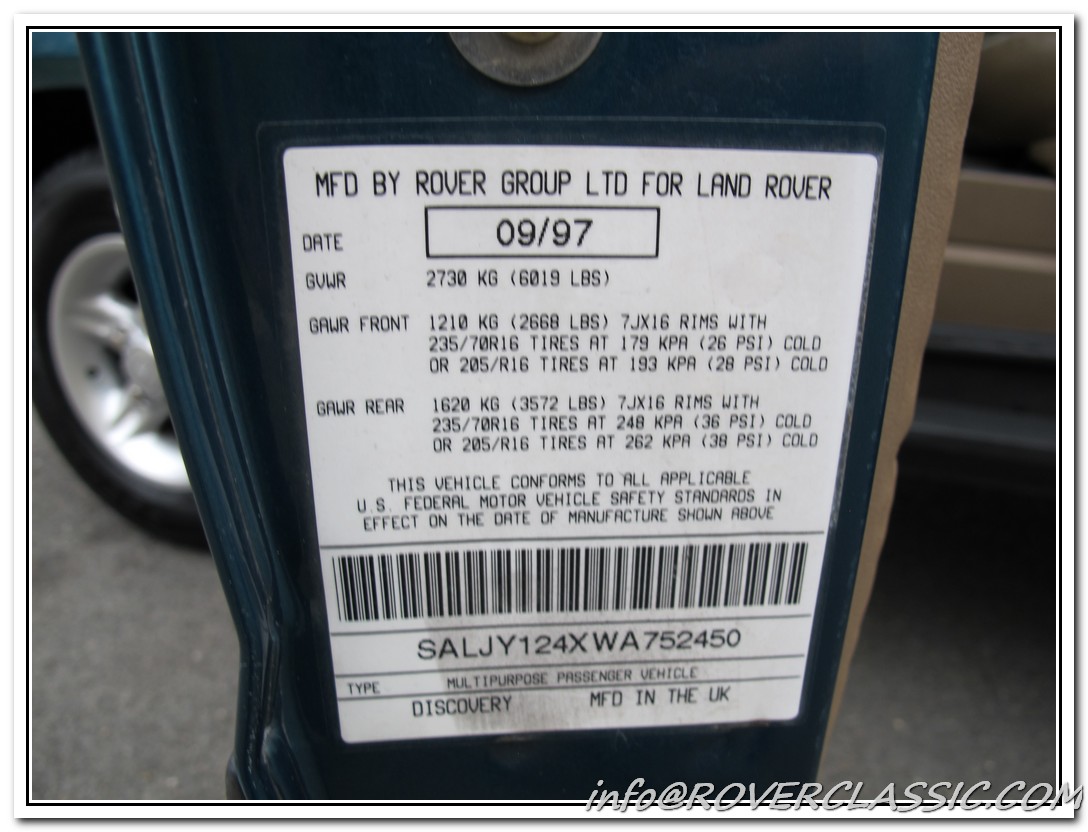 MFD BY ROVER GROUP LTD FOR LAND ROVER
DATE 09/97
GVWR 2730 KG (6019 LBS)
GAWR FRONT 1210 KG (2668 LBS) 7JX16 RIMS WITH
235/70R16 TIRES AT 179 KPA (26 PSI) COLD
OR 205/R16 TIRES AT 193 KPA (28 PSI) COLD
GAWR REAR 1620 KG (3572 LBS) 7JX16 RIMS WITH
235/70R16 TIRES AT 248 KPA (36 PSI) COLD
OR 205/R16 TIRES AT 262 KPA (38 PSI) COLD
THIS VEHICLE CONFORMS TO ALL APPLICABLE
U.S. FEDERAL MOTOR VEHICLE SAFETY STANDARDS IN
EFFECT ON THE DATE OF MANUFACTURE SHOWN ABOVE
SALJY124XWA752450
TYPE MULTIPURPOSE PASSENGER VEHICLE
DISCOVERY MFD IN THE UK
info@ROVERCLASSIC.COM